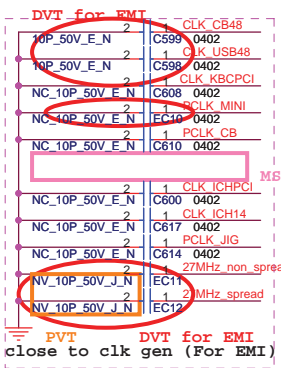 DVT for EMI
2 1 CLK_CB48
10P_50V_E_N C599 0402
2 1 CLK_USB48
10P_50V_E_N C598 0402
2 1 CLK_KBCPCI
NC_10P_50V_E_N C608 0402
2 1 PCLK_MINI
NC_10P_50V_E_N EC10 0402
2 1 PCLK_CB
NC_10P_50V_E_N C610 0402
MS
2 1 CLK_ICHPCI
NC_10P_50V_E_N C600 0402
2 1 CLK_ICH14
NC_10P_50V_E_N C617 0402
2 1 PCLK_JIG
NC_10P_50V_E_N C614 0402
2 1 27MHz_non_sprea
NV_10P_50V_J_N EC11
2 1 27MHz_spread
NV_10P_50V_J_N EC12
PVT DVT for EMI
close to clk gen (For EMI)